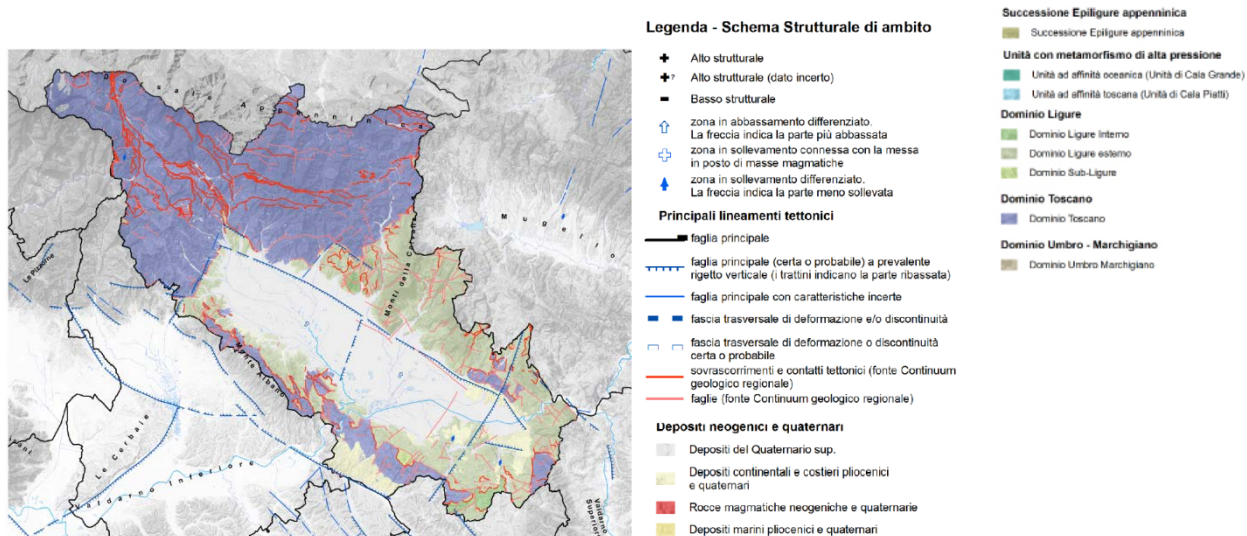 Dorsale Appenninica
Mugello
Le Pizzorne
Monti della Calvana
Monte Albano
Le Cerbaie
Valdarno Inferiore
Valdarno
Superiore
Legenda - Schema Strutturale di ambito
Alto strutturale
?
Alto strutturale (dato incerto)
Basso strutturale
zona in abbassamento differenziato.
La freccia indica la parte più abbassata
zona in sollevamento connessa con la messa
in posto di masse magmatiche
zona in sollevamento differenziato.
La freccia indica la parte meno sollevata
Principali lineamenti tettonici
faglia principale
faglia principale (certa o probabile) a prevalente
rigetto verticale (i trattini indicano la parte ribassata)
faglia principale con caratteristiche incerte
fascia trasversale di deformazione e/o discontinuità
fascia trasversale di deformazione o discontinuità
certa o probabile
sovrascorrimenti e contatti tettonici (fonte Continuum
geologico regionale)
faglie (fonte Continuum geologico regionale)
Depositi neogenici e quaternari
Depositi del Quaternario sup.
Depositi continentali e costieri pliocenici
e quaternari
Rocce magmatiche neogeniche e quaternarie
Depositi marini pliocenici e quaternari
Successione Epiligure appenninica
Successione Epiligure appenninica
Unità con metamorfismo di alta pressione
Unità ad affinità oceanica (Unità di Cala Grande)
Unità ad affinità toscana (Unità di Cala Piatti)
Dominio Ligure
Dominio Ligure Interno
Dominio Ligure esterno
Dominio Sub-Ligure
Dominio Toscano
Dominio Toscano
Dominio Umbro - Marchigiano
Dominio Umbro Marchigiano